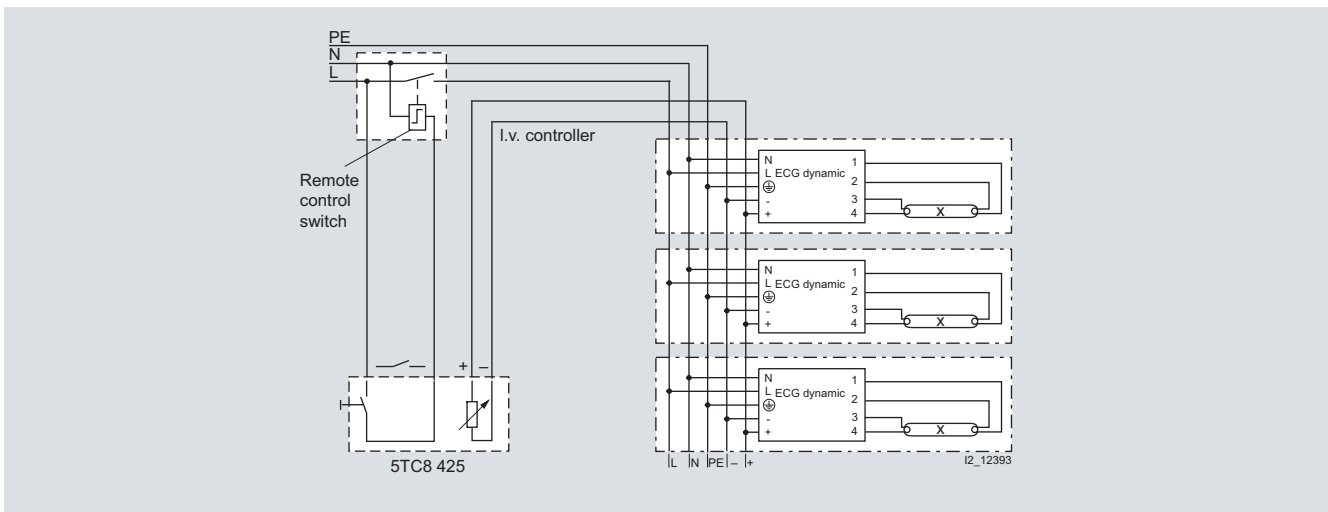 PE
N
L
I.v. controller
Remote
control
switch
N
L ECG dynamic
-
+
1
2
3
4
X
N
L ECG dynamic
-
+
1
2
3
4
X
N
L ECG dynamic
-
+
1
2
3
4
X
+ –
5TC8 425
L N PE – +
I2_12393